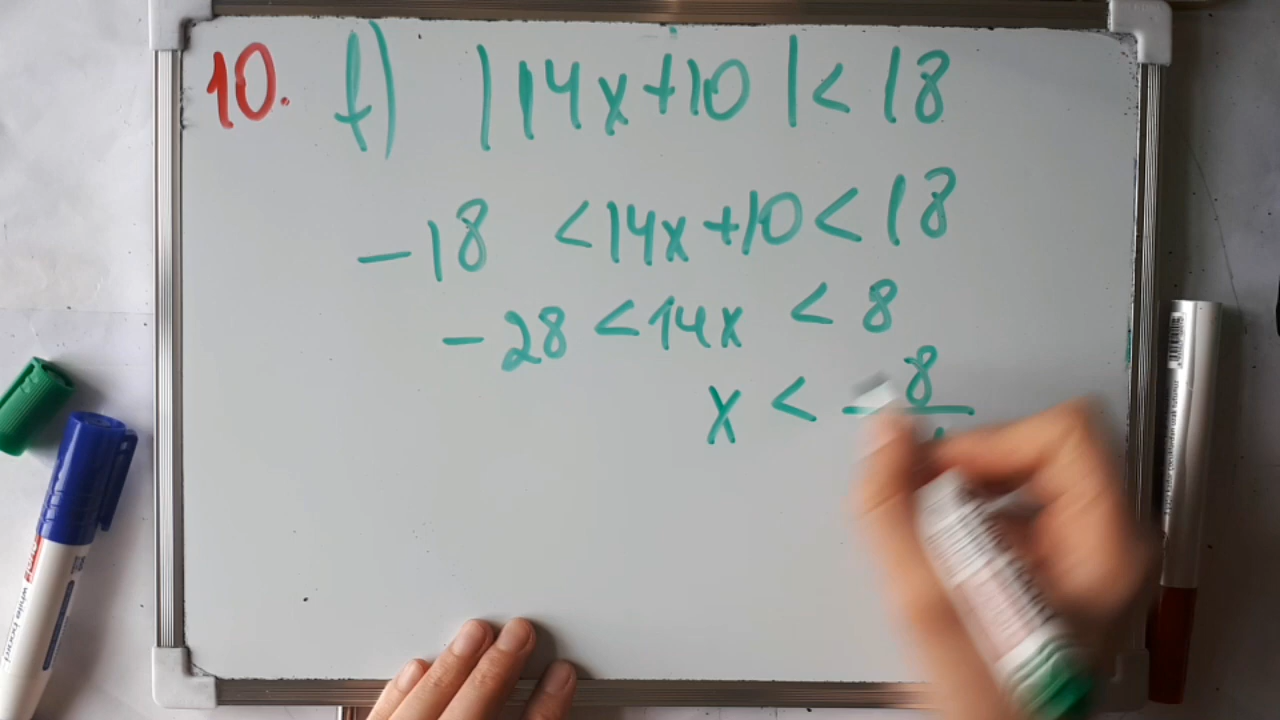 10. f) |14x+10|< 18
-18 <14x+10< 18
-28 <14x < 8
x < 8